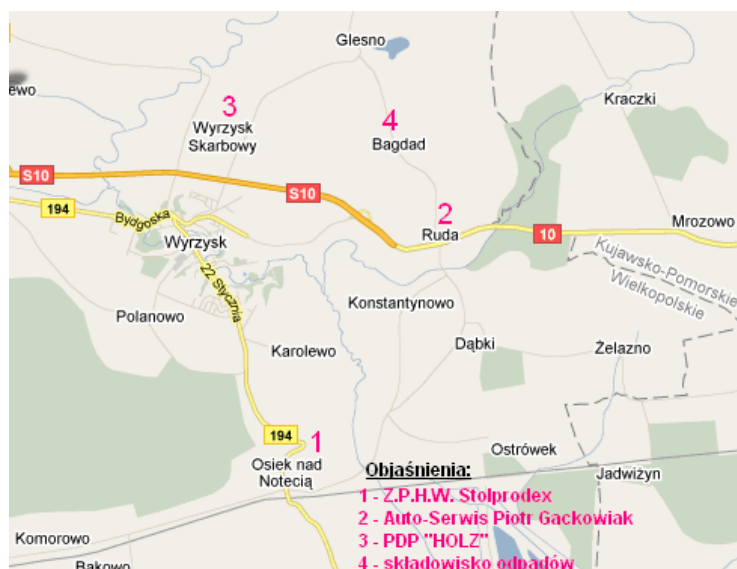 Glesno
ewo
Kraczki
3
4
Wyrzysk
Skarbowy
Bagdad
S10
S10
194
2
Bydgoska
Ruda
10
Mrozowo
Wyrzysk
Kujawsko-Pomorskie
Wielkopolskie
22 Stycznia
Konstantynowo
Polanowo
Dąbki
Żelazno
Karolewo
194
1
Ostrówek
Osiek nad
Notecią
Objaśnienia:
Jadwiżyn
1 - Z.P.H.W. Stolprodex
2 - Auto-Serwis Piotr Gackowiak
3 - PDP "HOLZ"
Komorowo
4 - składowisko odpadów
Bąkowo